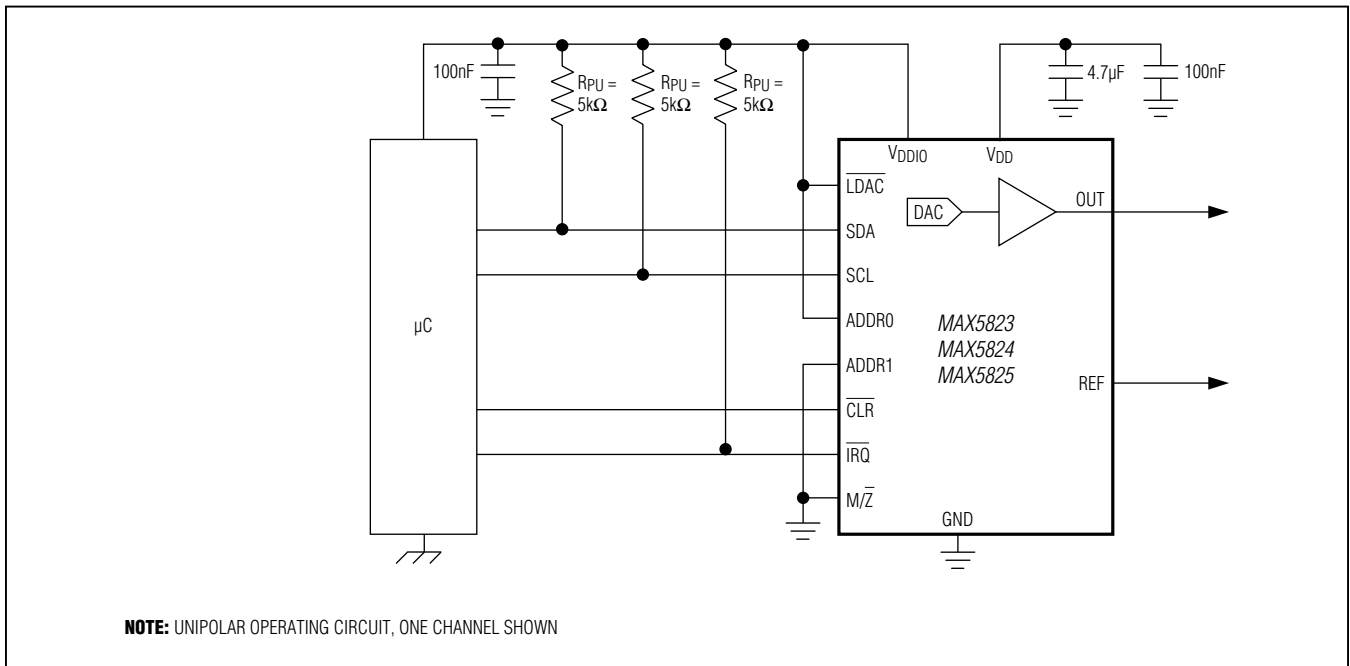 100nF
RPU =
5kΩ
RPU =
5kΩ
RPU =
5kΩ
4.7µF
100nF
VDDIO
VDD
LDAC
DAC
OUT
SDA
SCL
µC
ADDR0
MAX5823
MAX5824
MAX5825
ADDR1
REF
CLR
IRQ
M/Z
GND
NOTE: UNIPOLAR OPERATING CIRCUIT, ONE CHANNEL SHOWN